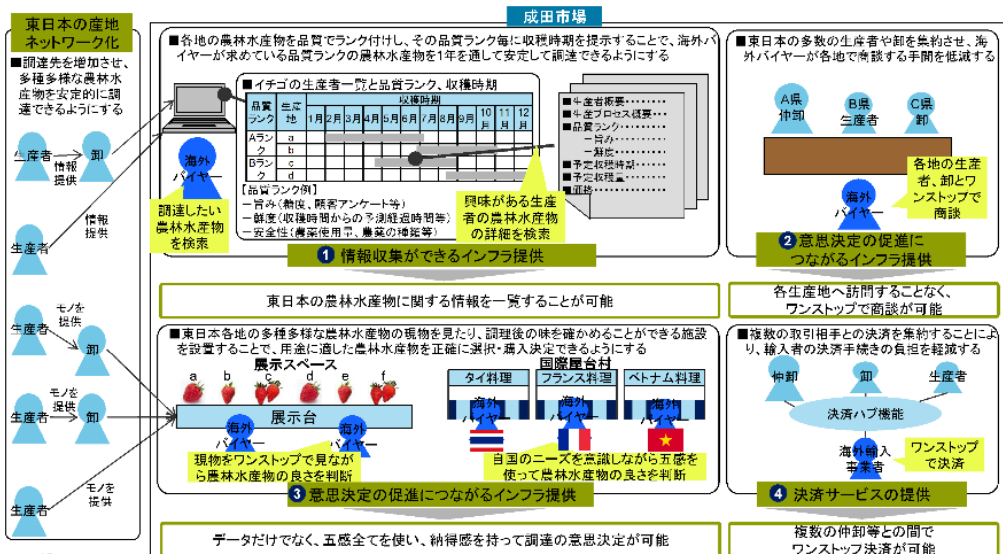 成田市場
東日本の産地
ネットワーク化
■調達先を増加させ、
多種多様な農林水
産物を安定的に調
達できるようにする
生産者
卸
情報
提供
生産者
情報
提供
生産者
モノを
提供
卸
生産者
モノを
提供
卸
生産者
モノを
提供
■各地の農林水産物を品質でランク付けし、その品質ランク毎に収穫時期を提示することで、海外バ
イヤーが求めている品質ランクの農林水産物を1年を通して安定して調達できるようにする
海外
バイヤー
調達したい
農林水産物
を検索
■イチゴの生産者一覧と品質ランク、収穫時期
品質
ランク
生産
地
収穫時期
1月 2月 3月 4月 5月 6月 7月 8月 9月 10月 11月 12月
Aラン
ク
a
b
Bラン
ク
c
d
【品質ランク例】
－旨み(糖度、顧客アンケート等)
－鮮度(収穫時間からの予測経過時間等)
－安全性(農薬使用量、農薬の種類等)
■生産者概要・・・・・・・・
■生産プロセス概要・・・
■品質ランク・・・・・・・・
－旨み・・・・・・・・
－鮮度・・・・・・・・
■予定収穫時期・・・・・・
■予定収穫量・・・・・・・
■価格・・・・・・・・
興味がある生産
者の農林水産物
の詳細を検索
1 情報収集ができるインフラ提供
東日本の農林水産物に関する情報を一覧することが可能
■東日本の多数の生産者や卸を集約させ、海
外バイヤーが各地で商談する手間を低減する
A県
仲卸
B県
生産者
C県
卸
海外
バイヤー
各地の生産
者、卸とワ
ンストップで
商談
2 意思決定の促進に
つながるインフラ提供
各生産地へ訪問することなく、
ワンストップで商談が可能
■東日本各地の多種多様な農林水産物の現物を見たり、調理後の味を確かめることができる施設
を設置することで、用途に適した農林水産物を正確に選択・購入決定できるようにする
展示スペース
a b c d e f
展示台
海外
バイヤー
海外
バイヤー
現物をワンストップで見なが
ら農林水産物の良さを判断
国際屋台村
タイ料理
フランス料理
ベトナム料理
海外
バイヤー
海外
バイヤー
海外
バイヤー
自国のニーズを意識しながら五感を
使って農林水産物の良さを判断
3 意思決定の促進につながるインフラ提供
データだけでなく、五感全てを使い、納得感を持って調達の意思決定が可能
■複数の取引相手との決済を集約することによ
り、輸入者の決済手続きの負担を軽減する
仲卸
卸
生産者
決済ハブ機能
海外輸入
事業者
ワンストップ
で決済
4 決済サービスの提供
複数の仲卸等との間で
ワンストップ決済が可能